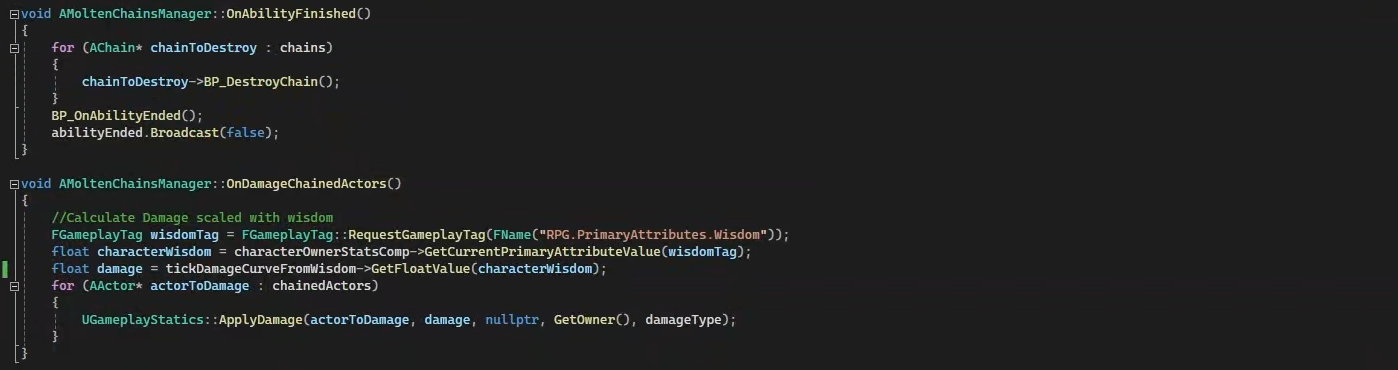 void AMoltenChainsManager::OnAbilityFinished()
{
for (AChain* chainToDestroy : chains)
{
chainToDestroy->BP_DestroyChain();
}
BP_OnAbilityEnded();
abilityEnded.Broadcast(false);
}
void AMoltenChainsManager::OnDamageChainedActors()
{
//Calculate Damage scaled with wisdom
FGameplayTag wisdomTag = FGameplayTag::RequestGameplayTag(FName("RPG.PrimaryAttributes.Wisdom"));
float characterWisdom = characterOwnerStatsComp->GetCurrentPrimaryAttributeValue(wisdomTag);
float damage = tickDamageCurveFromWisdom->GetFloatValue(characterWisdom);
for (AActor* actorToDamage : chainedActors)
{
UGameplayStatics::ApplyDamage(actorToDamage, damage, nullptr, GetOwner(), damageType);
}
}